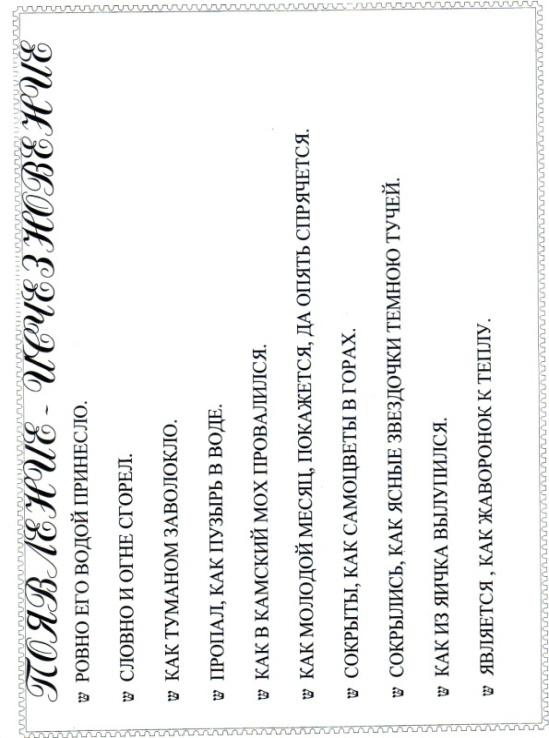 ПОЯВЛЕНИЕ - ИСЧЕЗНОВЕНИЕ
РОВНО ЕГО ВОДОЙ ПРИНЕСЛО.
СЛОВНО И ОГНЕ СГОРЕЛ.
КАК ТУМАНОМ ЗАВОЛОКЛО.
ПРОПАЛ, КАК ПУЗЫРЬ В ВОДЕ.
КАК В КАМСКИЙ МОХ ПРОВАЛИЛСЯ.
КАК МОЛОДОЙ МЕСЯЦ, ПОКАЖЕТСЯ, ДА ОПЯТЬ СПРЯЧЕТСЯ.
СОКРЫТЫ, КАК САМОЦВЕТЫ В ГОРАХ.
СОКРЫЛИСЬ, КАК ЯСНЫЕ ЗВЕЗДОЧКИ ТЕМНОЮ ТУЧЕЙ.
КАК ИЗ ЯИЧКА ВЫЛУПИЛСЯ.
ЯВЛЯЕТСЯ , КАК ЖАВОРОНОК К ТЕПЛУ.